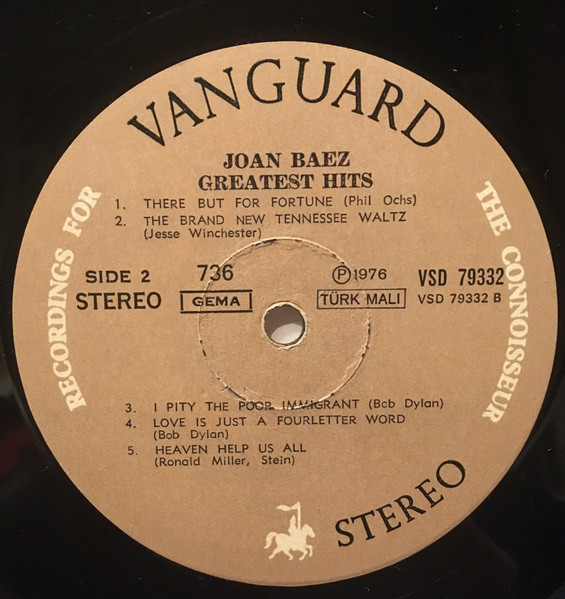 VANGUARD
RECORDINGS FOR
THE CONNOISSEUR
JOAN BAEZ
GREATEST HITS
1. THERE BUT FOR FORTUNE (Phil Ochs)
2. THE BRAND NEW TENNESSEE WALTZ
(Jesse Winchester)
SIDE 2 736 Ⓟ1976 VSD 79332
STEREO GEMA TÜRK MALI VSD 79332 B
3. I PITY THE POOR IMMIGRANT (Bob Dylan)
4. LOVE IS JUST A FOURLETTER WORD
(Bob Dylan)
5. HEAVEN HELP US ALL
(Ronald Miller, Stein)
STEREO